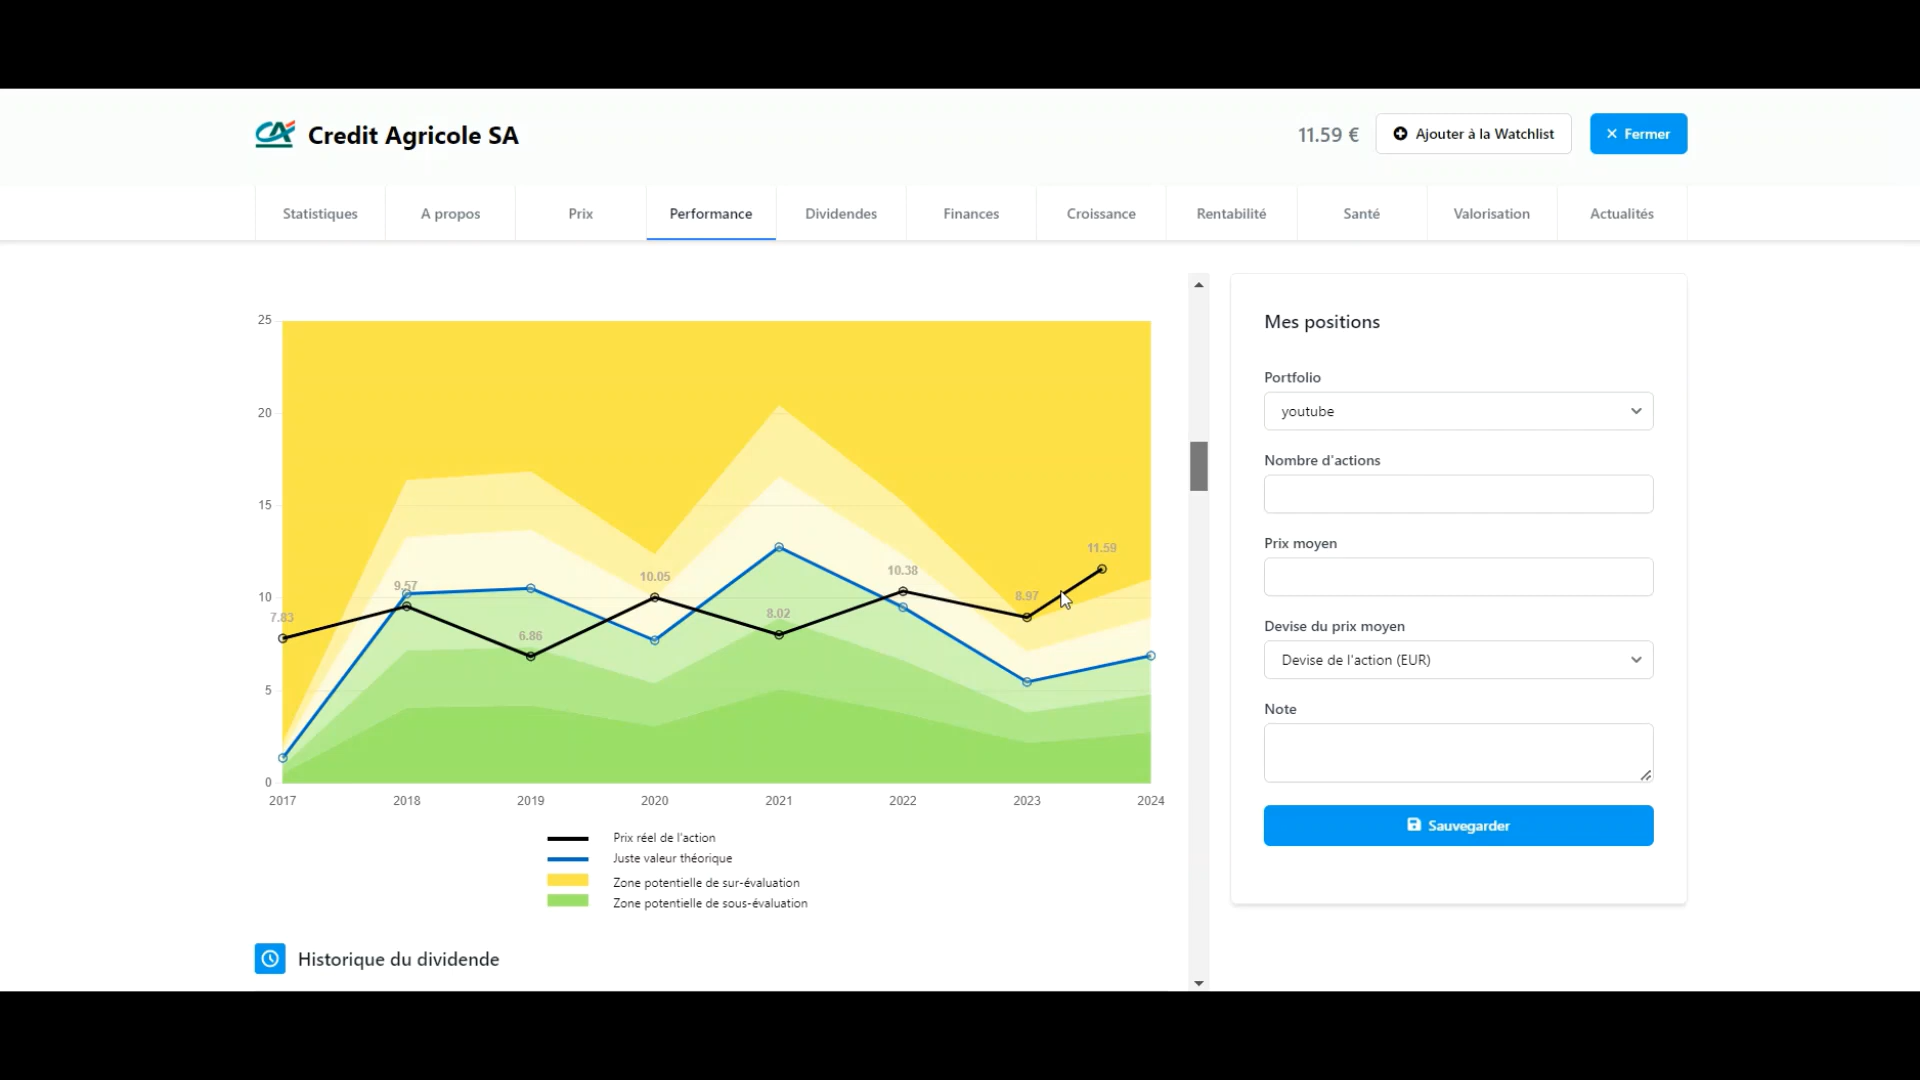 Credit Agricole SA
11.59 €
Ajouter à la Watchlist
Fermer
Statistiques
A propos
Prix
Performance
Dividendes
Finances
Croissance
Rentabilité
Santé
Valorisation
Actualités
25
20
15
10
5
0
7.83
9.57
6.86
10.05
8.02
10.38
8.97
11.59
2017
2018
2019
2020
2021
2022
2023
2024
Prix réel de l'action
Juste valeur théorique
Zone potentielle de sur-évaluation
Zone potentielle de sous-évaluation
Historique du dividende
Mes positions
Portfolio
youtube
Nombre d'actions
Prix moyen
Devise du prix moyen
Devise de l'action (EUR)
Note
Sauvegarder